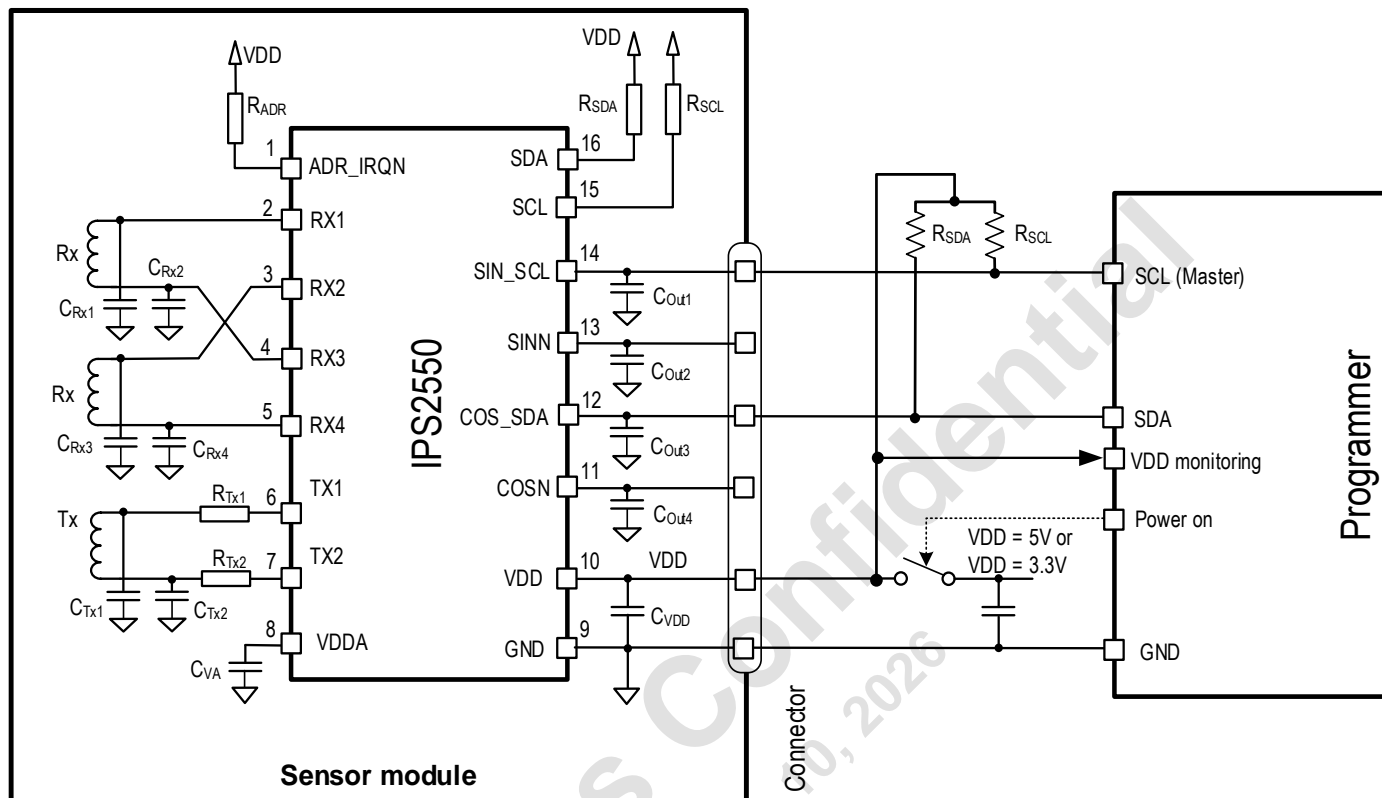 VDD
VDD
RADR
RSDA
RSCL
1
ADR_IRQN
16
SDA
15
SCL
2
RX1
Rx
CRx1
CRx2
3
RX2
4
RX3
Rx
5
RX4
CRx3
CRx4
14
SIN_SCL
COut1
13
SINN
COut2
12
COS_SDA
COut3
11
COSN
COut4
IPS2550
Tx
RTx1
6
TX1
RTx2
7
TX2
CTx1
CTx2
8
VDDA
CVA
10
VDD
VDD
CVDD
9
GND
RSDA
RSCL
SCL (Master)
SDA
VDD monitoring
Power on
VDD = 5V or
VDD = 3.3V
GND
Programmer
Connector
Sensor module
s Confidential
10, 2026